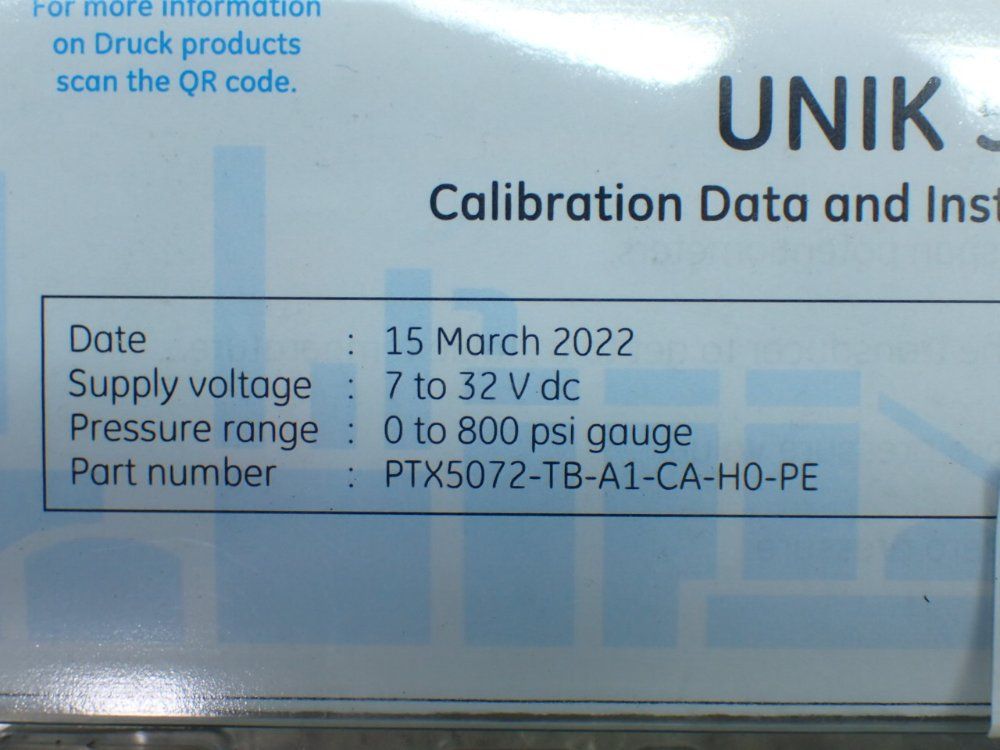 For more information
on Druck products
scan the QR code.
UNIK
Calibration Data and
Date : 15 March 2022
Supply voltage : 7 to 32 V dc
Pressure range : 0 to 800 psi gauge
Part number : PTX5072-TB-A1-CA-H0-PE